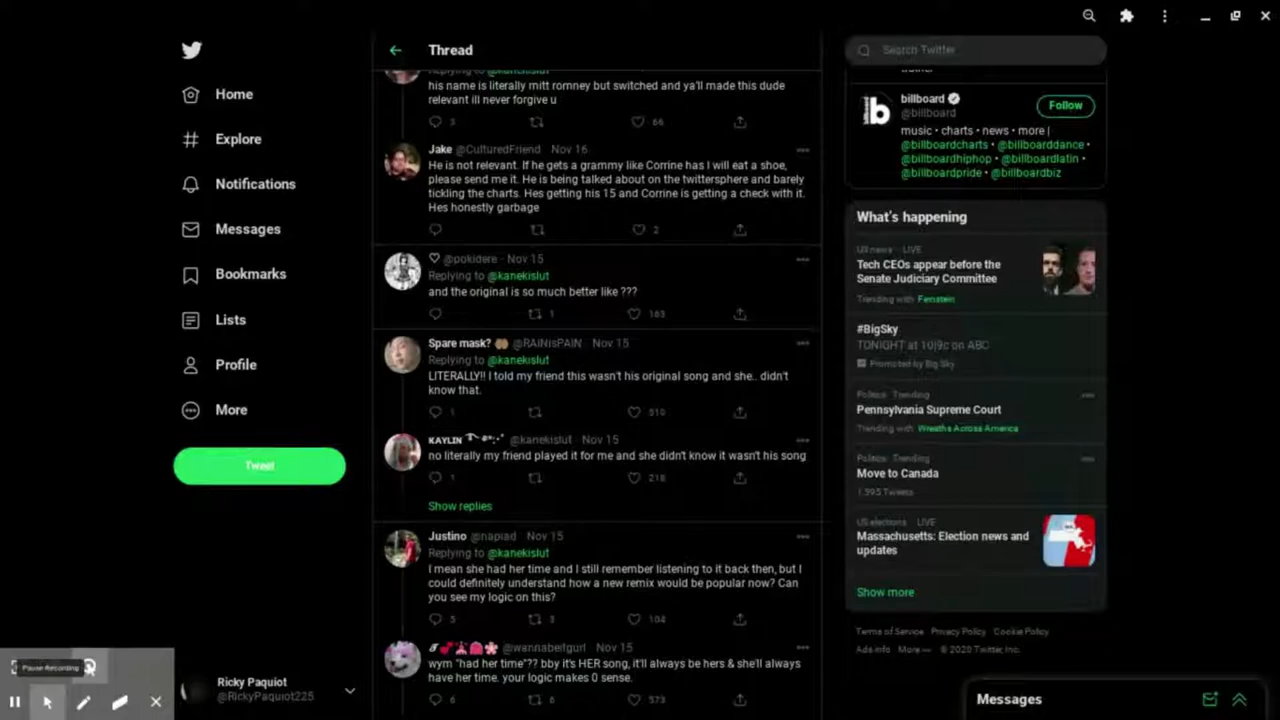 Home
Explore
Notifications
Messages
Bookmarks
Lists
Profile
More
Tweet
Pause Recording
Ricky Paquiot
@RickyPaquiot225
Thread
Replying to @kanekislut
his name is literally mitt romney but switched and ya'll made this dude
relevant ill never forgive u
3 66
Jake @CulturedFriend Nov 16
He is not relevant. If he gets a grammy like Corrine has I will eat a shoe,
please send me it. He is being talked about on the twittersphere and barely
tickling the charts. Hes getting his 15 and Corrine is getting a check with it.
Hes honestly garbage
2
♡ @pokidere · Nov 15
Replying to @kanekislut
and the original is so much better like ???
1 163
Spare mask? @RAINisPAIN Nov 15
Replying to @kanekislut
LITERALLY!! I told my friend this wasn't his original song and she.. didn't
know that.
1 510
KAYLIN @kanekislut · Nov 15
no literally my friend played it for me and she didn't know it wasn't his song
1 218
Show replies
Justino @napiad · Nov 15
Replying to @kanekislut
I mean she had her time and I still remember listening to it back then, but I
could definitely understand how a new remix would be popular now? Can
you see my logic on this?
5 3 104
@wannabe1gurl · Nov 15
wym "had her time"?? bby it's HER song, it'll always be hers & she'll always
have her time. your logic makes 0 sense.
6 6 573
Search Twitter
billboard
@billboard
Follow
music • charts • news • more |
@billboardcharts • @billboarddance •
@billboardhiphop • @billboardlatin •
@billboardpride • @billboardbiz
What's happening
US news · LIVE
Tech CEOs appear before the
Senate Judiciary Committee
Trending with Feinstein
#BigSky
TONIGHT at 10|9c on ABC
Promoted by Big Sky
Politics · Trending
Pennsylvania Supreme Court
Trending with Wreaths Across America
Politics · Trending
Move to Canada
1,595 Tweets
US elections · LIVE
Massachusetts: Election news and
updates
Show more
Terms of Service Privacy Policy Cookie Policy
Ads info More © 2020 Twitter, Inc.
Messages